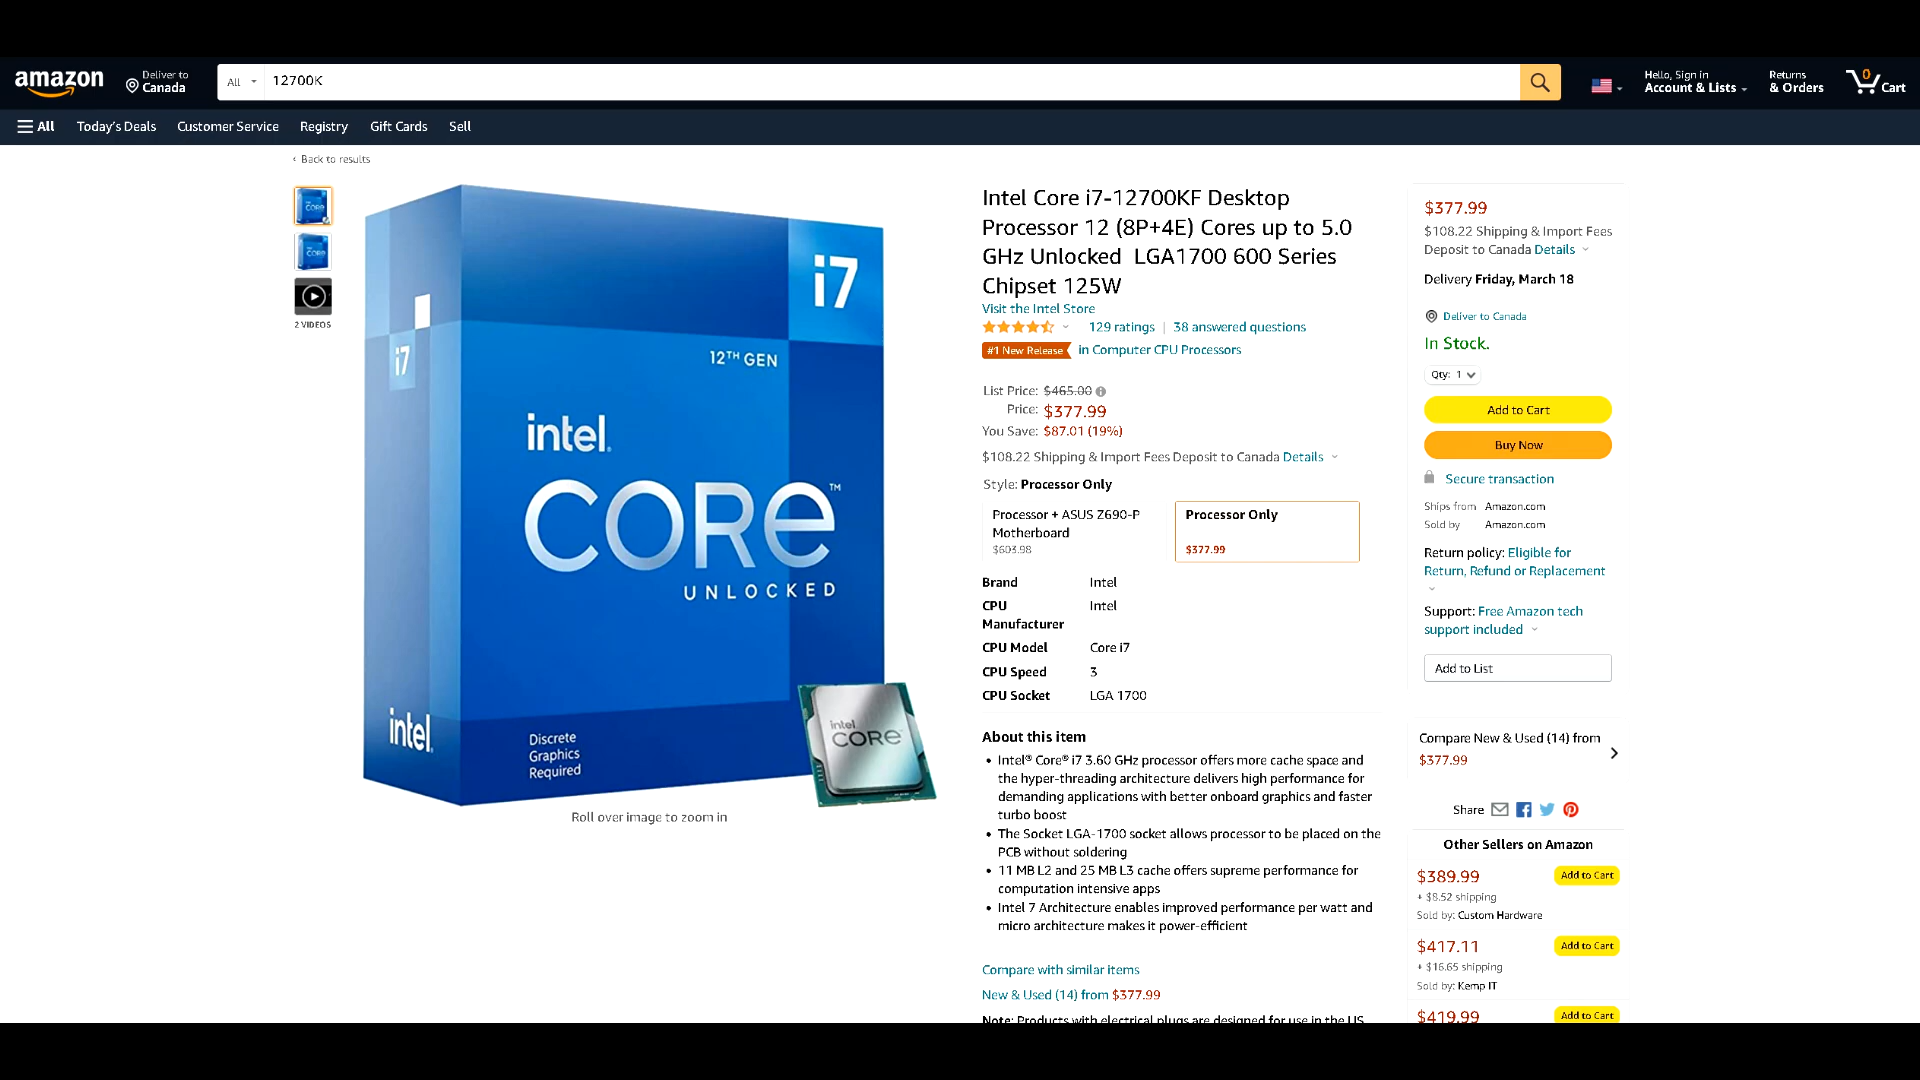 amazon
Deliver to
Canada
All
12700K
Hello, Sign in
Account & Lists
Returns
& Orders
0
Cart
All
Today's Deals
Customer Service
Registry
Gift Cards
Sell
‹ Back to results
2 VIDEOS
i7
i7
12TH GEN
intel.
CORE™
UNLOCKED
intel.
Discrete
Graphics
Required
intel
CORE
Roll over image to zoom in
Intel Core i7-12700KF Desktop
Processor 12 (8P+4E) Cores up to 5.0
GHz Unlocked LGA1700 600 Series
Chipset 125W
Visit the Intel Store
129 ratings | 38 answered questions
#1 New Release in Computer CPU Processors
List Price: $465.00
Price: $377.99
You Save: $87.01 (19%)
$108.22 Shipping & Import Fees Deposit to Canada Details
Style: Processor Only
Processor + ASUS Z690-P
Motherboard
$603.98
Processor Only
$377.99
Brand Intel
CPU Intel
Manufacturer
CPU Model Core i7
CPU Speed 3
CPU Socket LGA 1700
About this item
• Intel® Core® i7 3.60 GHz processor offers more cache space and
the hyper-threading architecture delivers high performance for
demanding applications with better onboard graphics and faster
turbo boost
• The Socket LGA-1700 socket allows processor to be placed on the
PCB without soldering
• 11 MB L2 and 25 MB L3 cache offers supreme performance for
computation intensive apps
• Intel 7 Architecture enables improved performance per watt and
micro architecture makes it power-efficient
Compare with similar items
New & Used (14) from $377.99
Note: Products with electrical plugs are designed for use in the US.
$377.99
$108.22 Shipping & Import Fees
Deposit to Canada Details
Delivery Friday, March 18
Deliver to Canada
In Stock.
Qty: 1
Add to Cart
Buy Now
Secure transaction
Ships from Amazon.com
Sold by Amazon.com
Return policy: Eligible for
Return, Refund or Replacement
Support: Free Amazon tech
support included
Add to List
Compare New & Used (14) from
$377.99
Share
Other Sellers on Amazon
$389.99 Add to Cart
+ $8.52 shipping
Sold by: Custom Hardware
$417.11 Add to Cart
+ $16.65 shipping
Sold by: Kemp IT
$419.99 Add to Cart